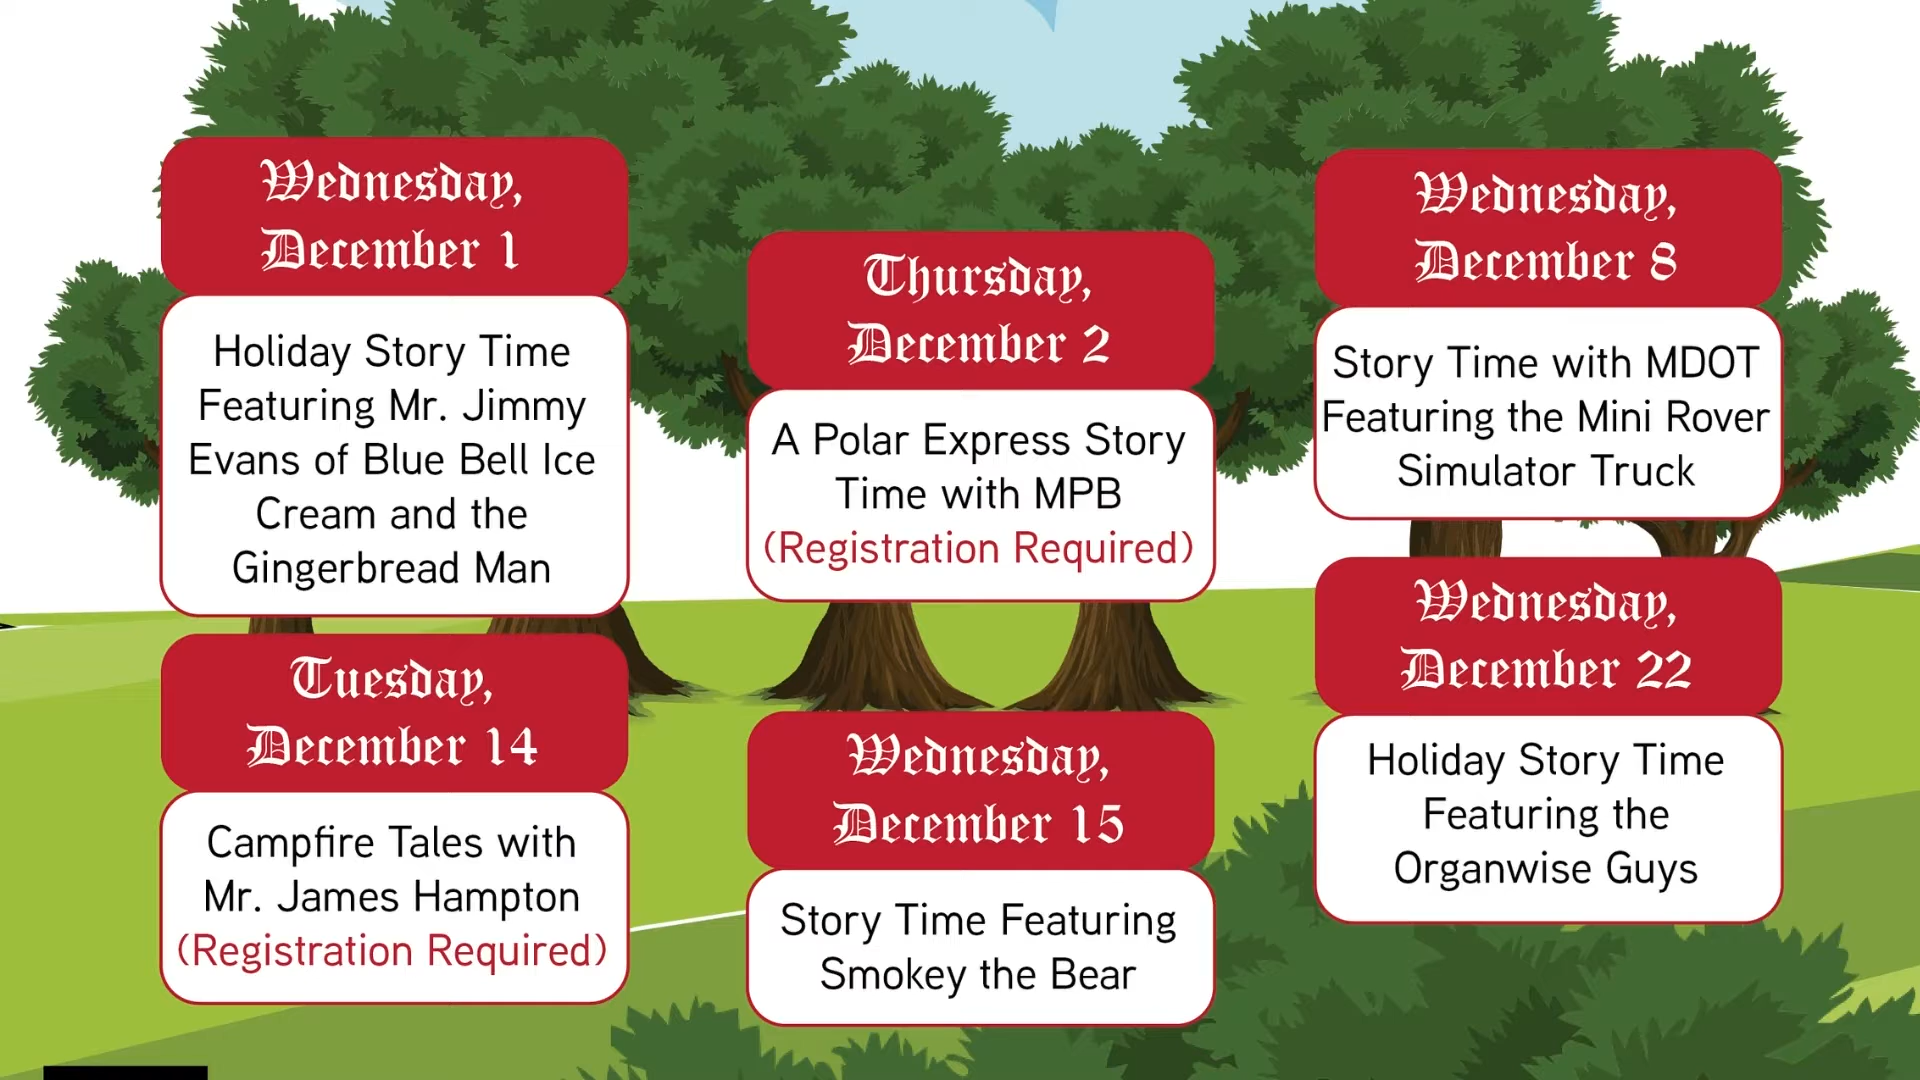 Wednesday,
December 1
Holiday Story Time
Featuring Mr. Jimmy
Evans of Blue Bell Ice
Cream and the
Gingerbread Man
Thursday,
December 2
A Polar Express Story
Time with MPB
(Registration Required)
Wednesday,
December 8
Story Time with MDOT
Featuring the Mini Rover
Simulator Truck
Tuesday,
December 14
Campfire Tales with
Mr. James Hampton
(Registration Required)
Wednesday,
December 15
Story Time Featuring
Smokey the Bear
Wednesday,
December 22
Holiday Story Time
Featuring the
Organwise Guys